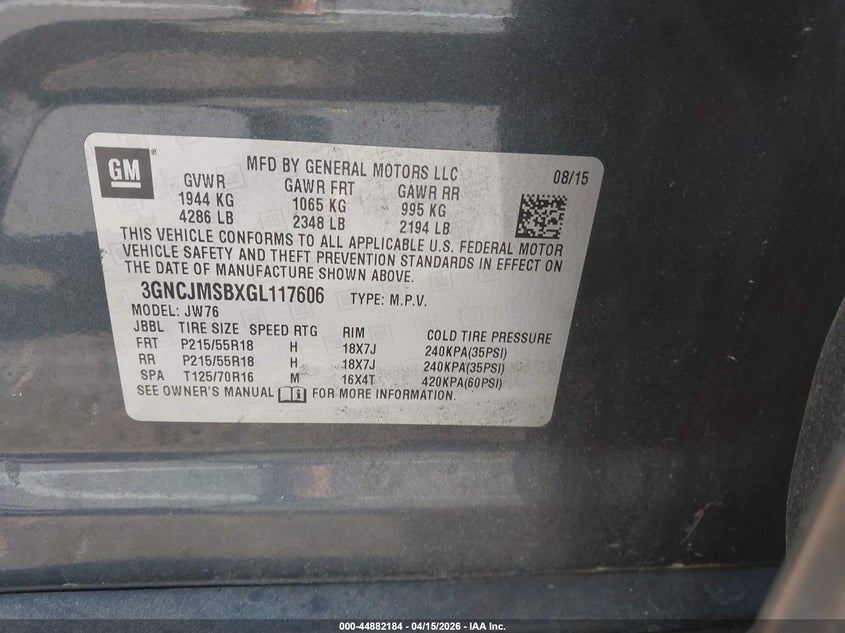 GM
MFD BY GENERAL MOTORS LLC
08/15
GVWR GAWR FRT GAWR RR
1944 KG 1065 KG 995 KG
4286 LB 2348 LB 2194 LB
THIS VEHICLE CONFORMS TO ALL APPLICABLE U.S. FEDERAL MOTOR
VEHICLE SAFETY AND THEFT PREVENTION STANDARDS IN EFFECT ON
THE DATE OF MANUFACTURE SHOWN ABOVE.
3GNCJMSBXGL117606 TYPE: M.P.V.
MODEL: JW76
JBBL TIRE SIZE SPEED RTG RIM COLD TIRE PRESSURE
FRT P215/55R18 H 18X7J 240KPA(35PSI)
RR P215/55R18 H 18X7J 240KPA(35PSI)
SPA T125/70R16 M 16X4T 420KPA(60PSI)
SEE OWNER'S MANUAL FOR MORE INFORMATION.
000-44882184 - 04/15/2026 - IAA Inc.